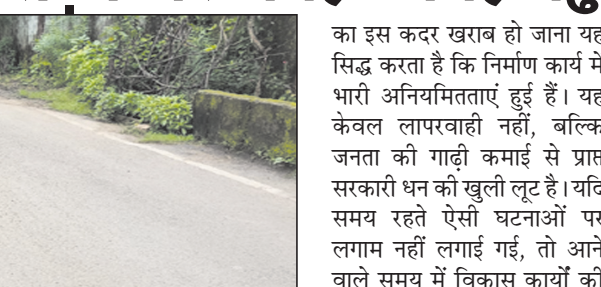 का इस कदर खराब हो जाना यह
सिद्ध करता है कि निर्माण कार्य में
भारी अनियमितताएं हुई हैं। यह
केवल लापरवाही नहीं, बल्कि
जनता की गाढ़ी कमाई से प्राप्त
सरकारी धन की खुली लूट है। यदि
समय रहते ऐसी घटनाओं पर
लगाम नहीं लगाई गई, तो आने
वाले समय में विकास कार्यों की